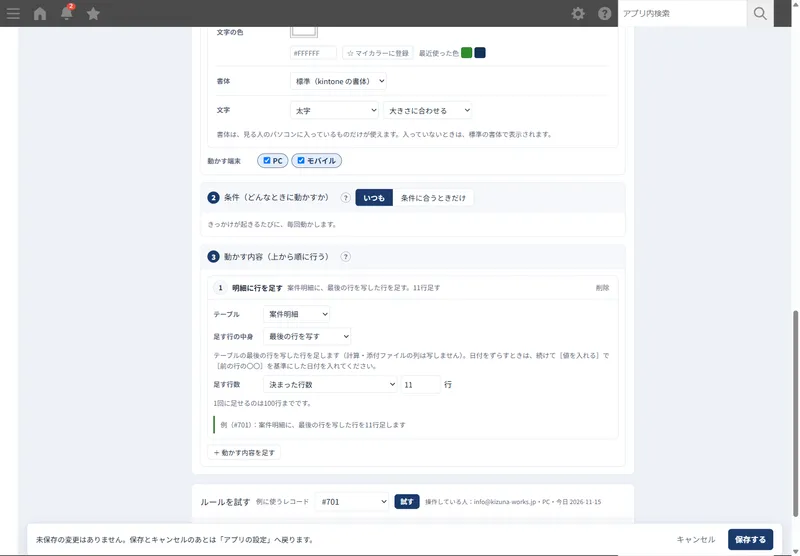 2
アプリ内検索
文字の色
#FFFFFF
☆ マイカラーに登録
最近使った色
書体
標準（kintone の書体）
文字
太字
大きさに合わせる
書体は、見る人のパソコンに入っているものだけが使えます。入っていないときは、標準の書体で表示されます。
動かす端末
PC
モバイル
2 条件（どんなときに動かすか） ? いつも 条件に合うときだけ
きっかけが起きるたびに、毎回動かします。
3 動かす内容（上から順に行う） ?
1 明細に行を足す 案件明細に、最後の行を写した行を足す。11行足す 削除
テーブル 案件明細
足す行の中身 最後の行を写す
テーブルの最後の行を写した行を足します（計算・添付ファイルの列は写しません）。日付をずらすときは、続けて［値を入れる］で
［前の行の〇〇］を基準にした日付を入れてください。
足す行数 決まった行数 11 行
1回に足せるのは100行までです。
例（#701）：案件明細に、最後の行を写した行を11行足します
＋動かす内容を足す
ルールを試す 例に使うレコード #701 試す 操作している人：info@kizuna-works.jp・PC・今日 2026-11-15
未保存の変更はありません。保存とキャンセルのあとは「アプリの設定」へ戻ります。 キャンセル 保存する